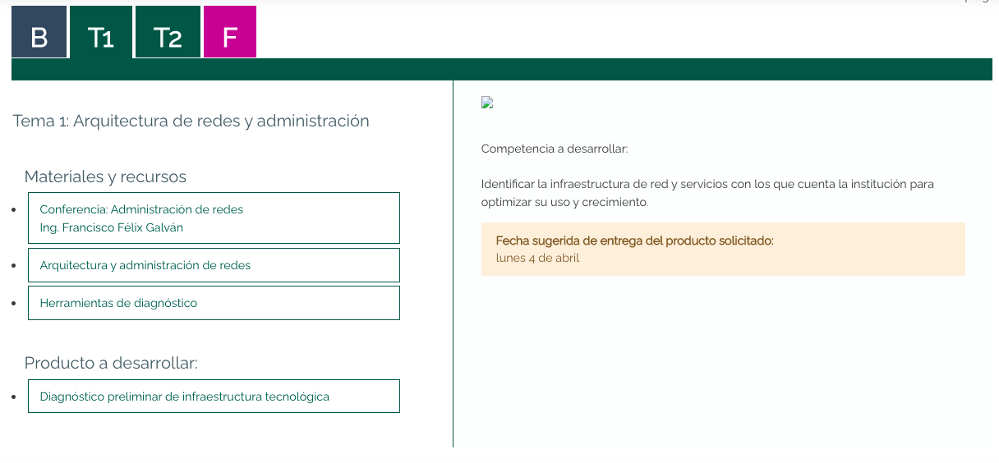 B
T1
T2
F
Tema 1: Arquitectura de redes y administración
Materiales y recursos
Conferencia: Administración de redes
Ing. Francisco Félix Galván
Arquitectura y administración de redes
Herramientas de diagnóstico
Producto a desarrollar:
Diagnóstico preliminar de infraestructura tecnológica
Competencia a desarrollar:
Identificar la infraestructura de red y servicios con los que cuenta la institución para
optimizar su uso y crecimiento.
Fecha sugerida de entrega del producto solicitado:
lunes 4 de abril